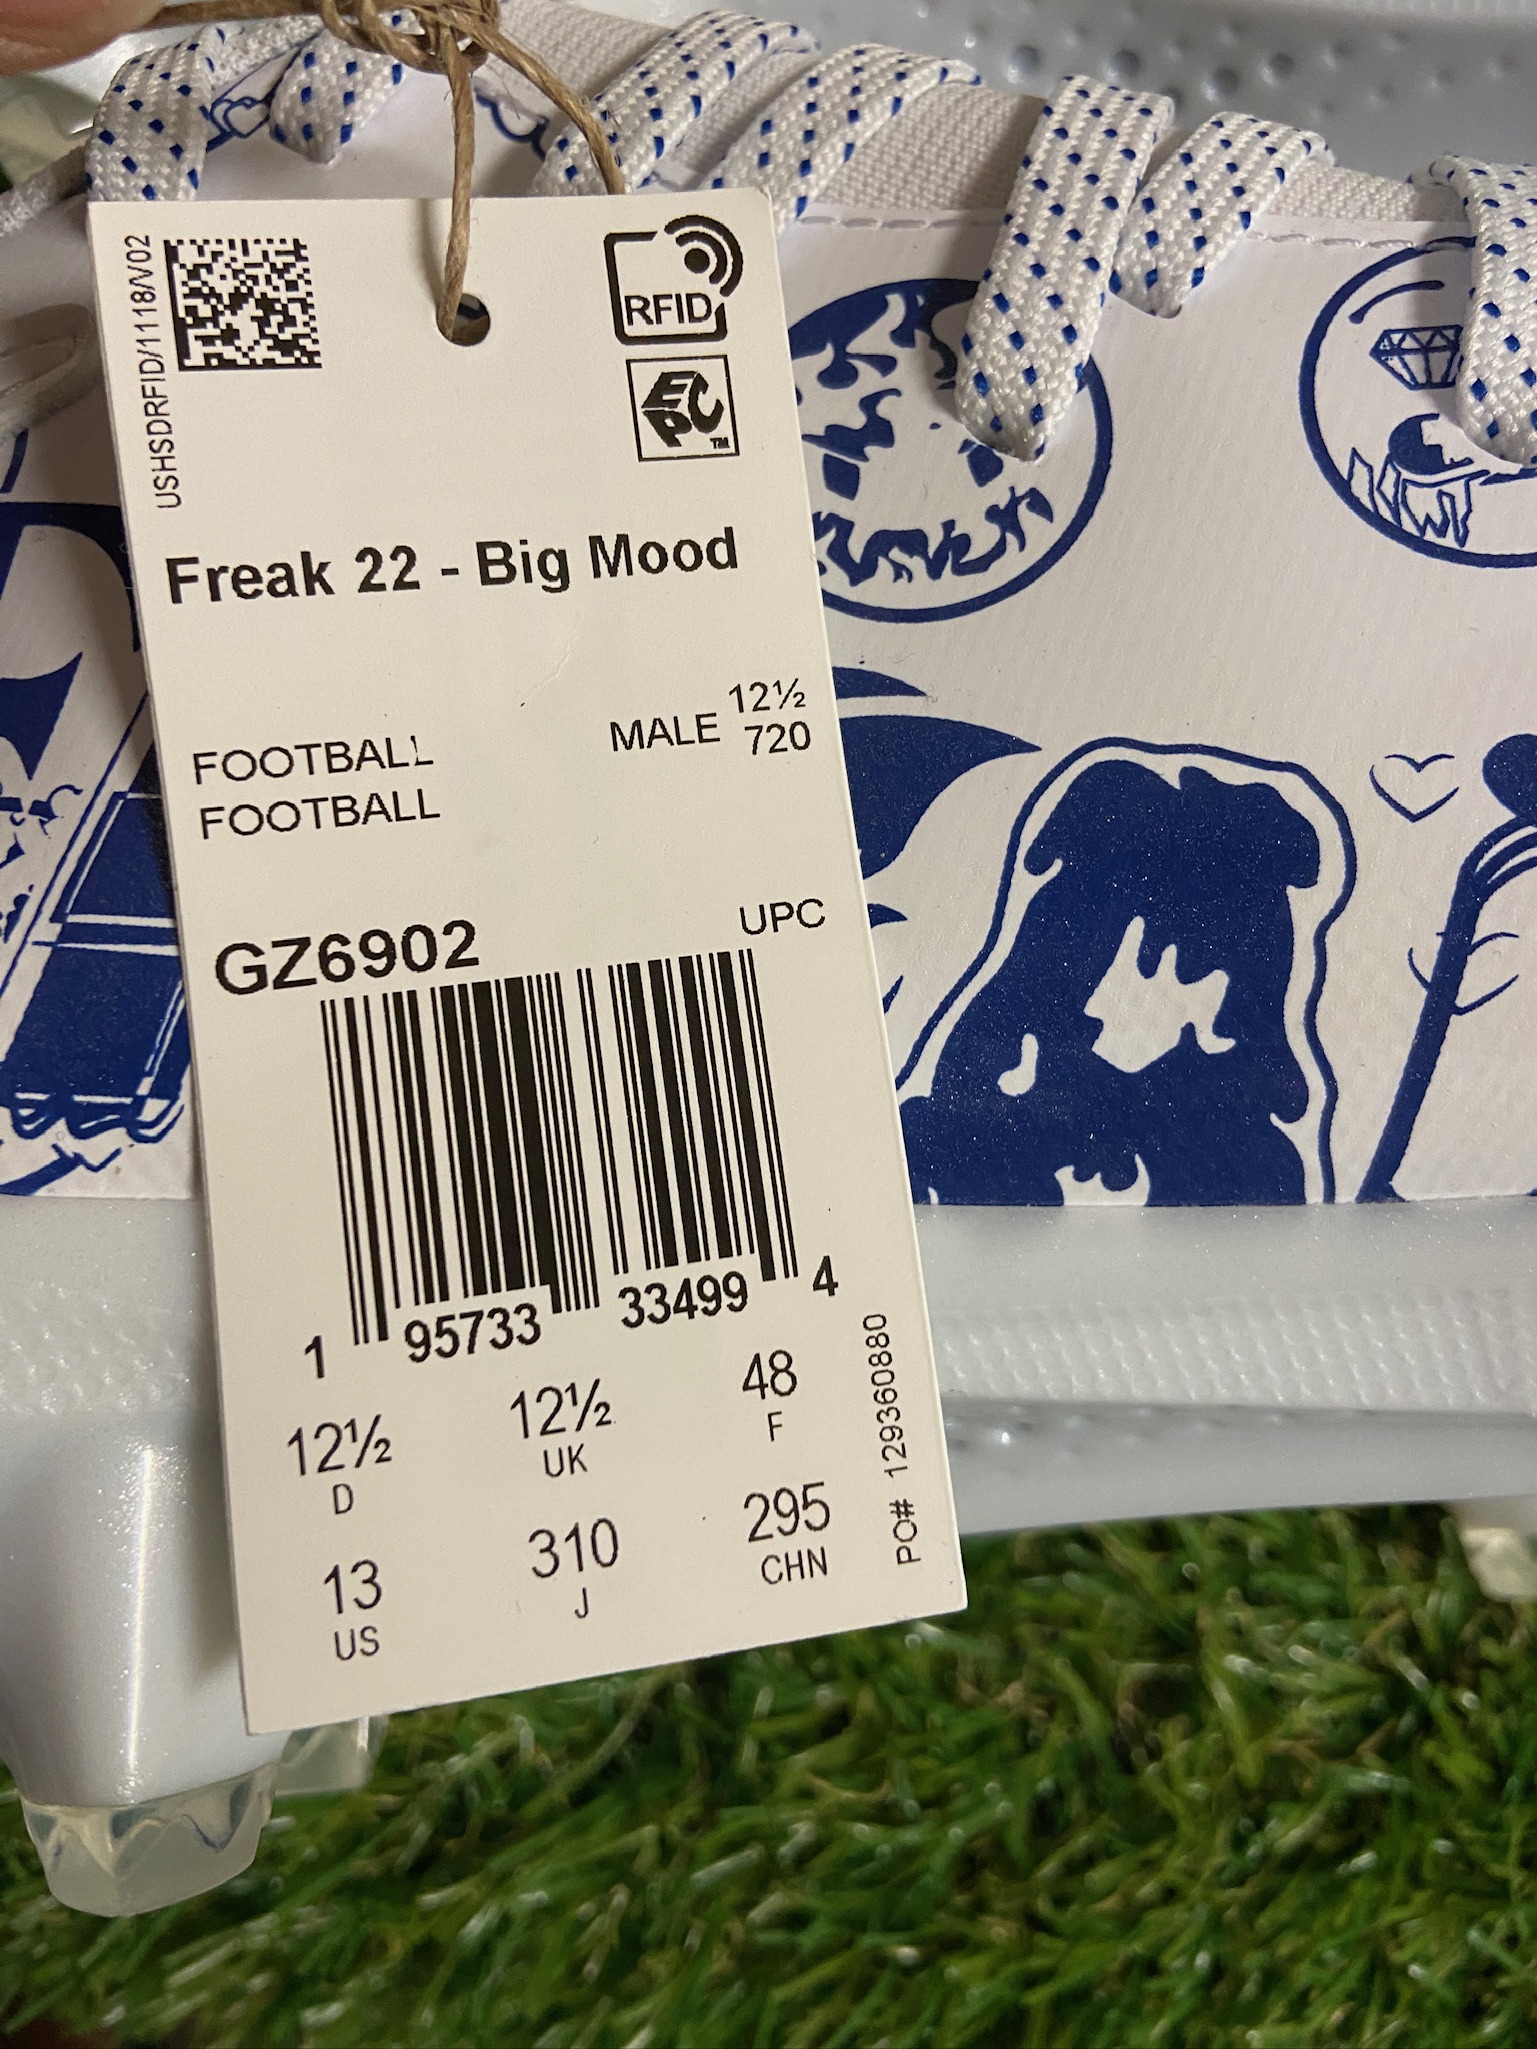 USHSDRFID/1118/V02
RFID
EPC™
Freak 22 - Big Mood
MALE 12½
720
FOOTBALL
FOOTBALL
GZ6902
UPC
1 95733 33499 4
12½ 12½ 48
D UK F
13 310 295
US J CHN
PO# 129360880